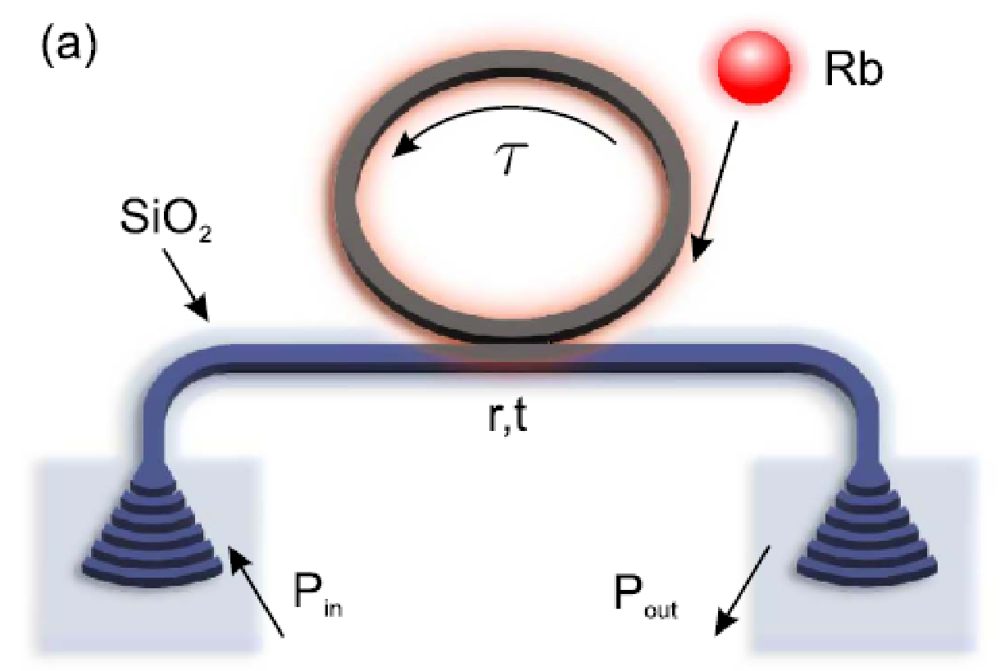 (a)
Rb
τ
SiO₂
r,t
P_in
P_out